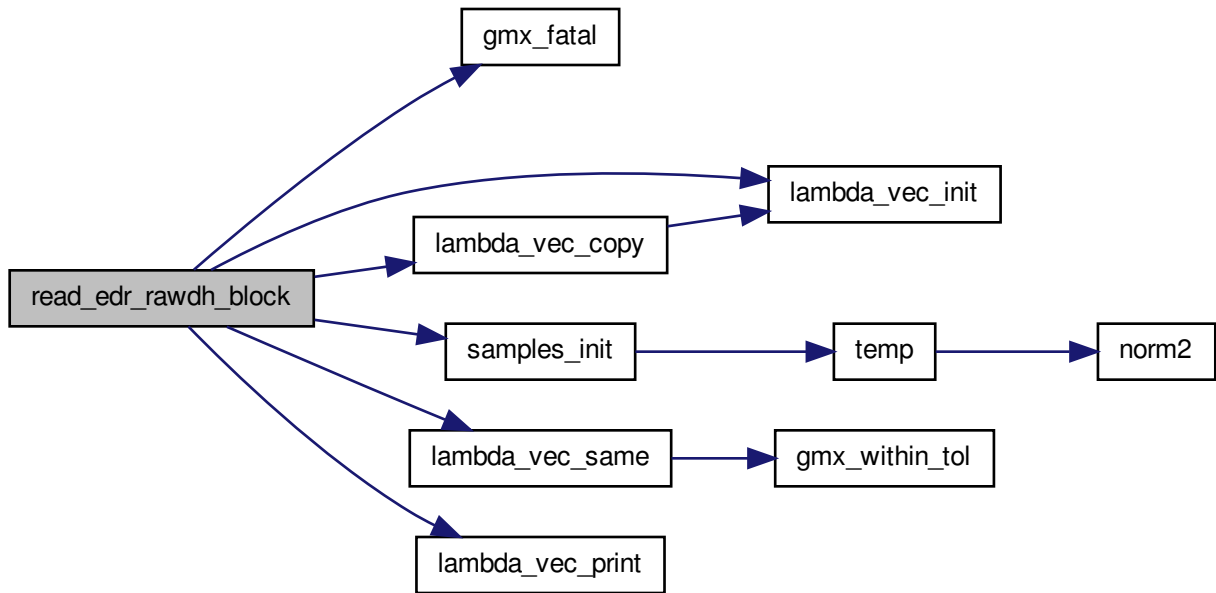 gmx_fatal
lambda_vec_init
lambda_vec_copy
read_edr_rawdh_block
samples_init
temp
norm2
lambda_vec_same
gmx_within_tol
lambda_vec_print